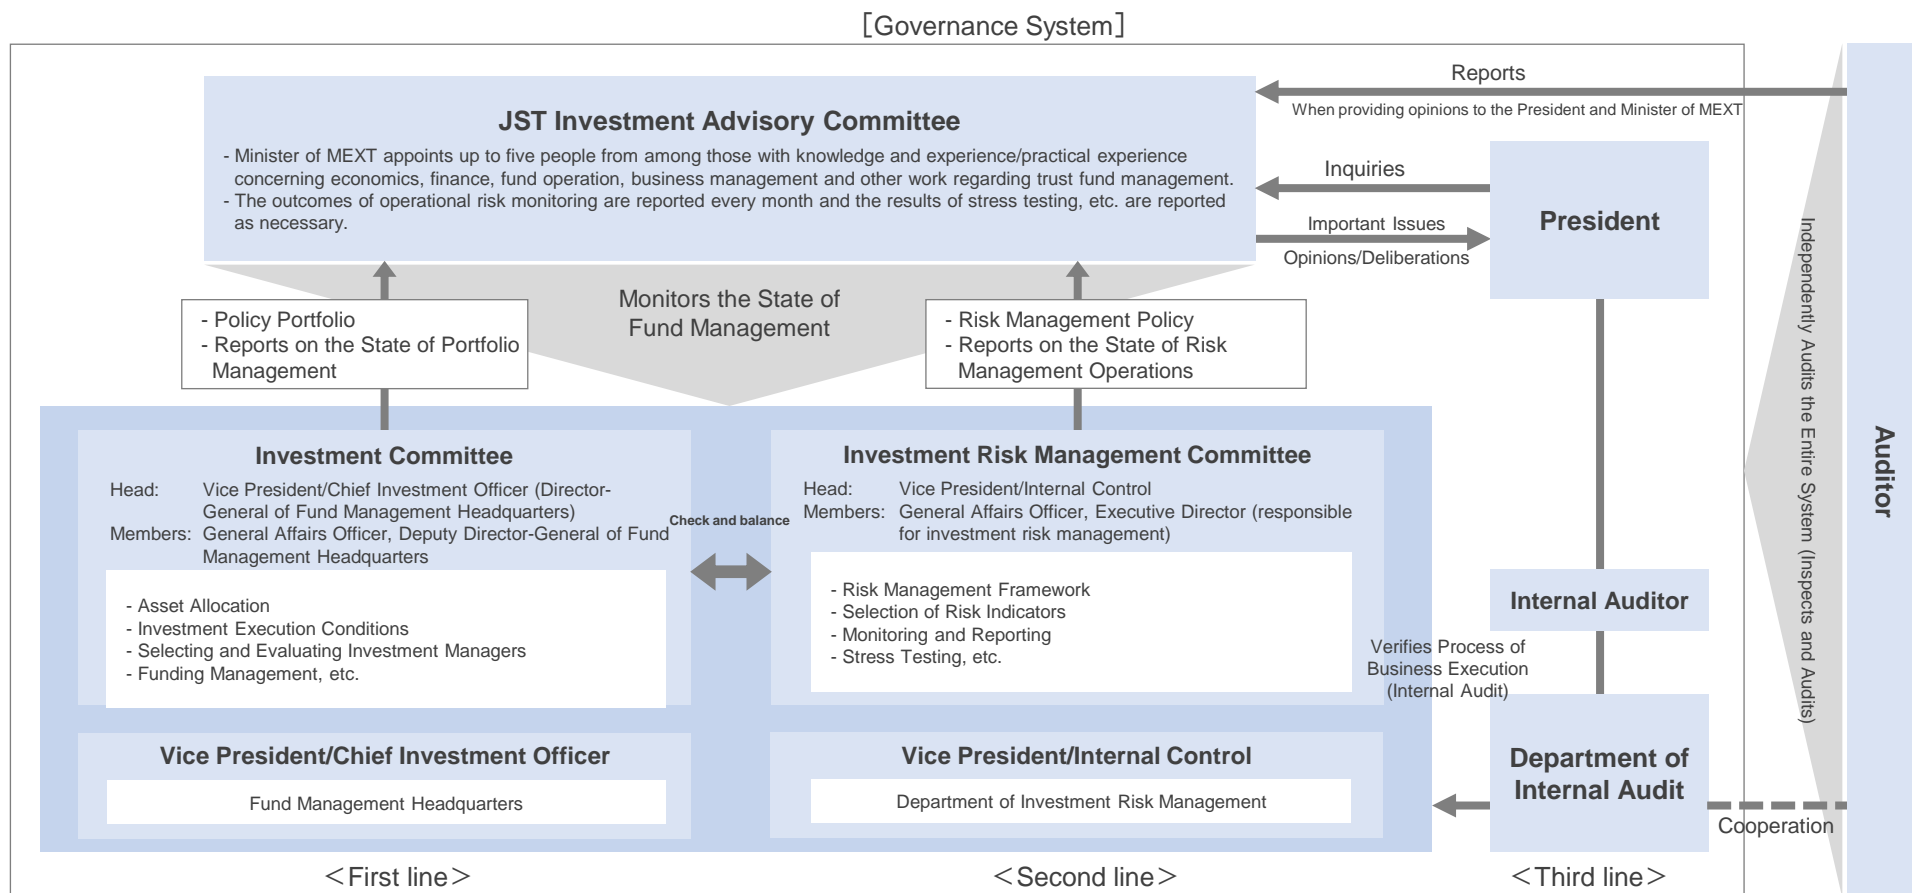 ［Governance System］
Reports
When providing opinions to the President and Minister of MEXT
JST Investment Advisory Committee
- Minister of MEXT appoints up to five people from among those with knowledge and experience/practical experience
concerning economics, finance, fund operation, business management and other work regarding trust fund management.
- The outcomes of operational risk monitoring are reported every month and the results of stress testing, etc. are reported
as necessary.
Inquiries
Important Issues
Opinions/Deliberations
President
Monitors the State of
Fund Management
- Policy Portfolio
- Reports on the State of Portfolio
Management
- Risk Management Policy
- Reports on the State of Risk
Management Operations
Investment Committee
Head: Vice President/Chief Investment Officer (Director-
General of Fund Management Headquarters)
Members: General Affairs Officer, Deputy Director-General of Fund
Management Headquarters
- Asset Allocation
- Investment Execution Conditions
- Selecting and Evaluating Investment Managers
- Funding Management, etc.
Check and balance
Investment Risk Management Committee
Head: Vice President/Internal Control
Members: General Affairs Officer, Executive Director (responsible
for investment risk management)
- Risk Management Framework
- Selection of Risk Indicators
- Monitoring and Reporting
- Stress Testing, etc.
Internal Auditor
Verifies Process of
Business Execution
(Internal Audit)
Vice President/Chief Investment Officer
Fund Management Headquarters
Vice President/Internal Control
Department of Investment Risk Management
Department of
Internal Audit
Cooperation
Independently Audits the Entire System (Inspects and Audits)
Auditor
＜First line＞
＜Second line＞
＜Third line＞